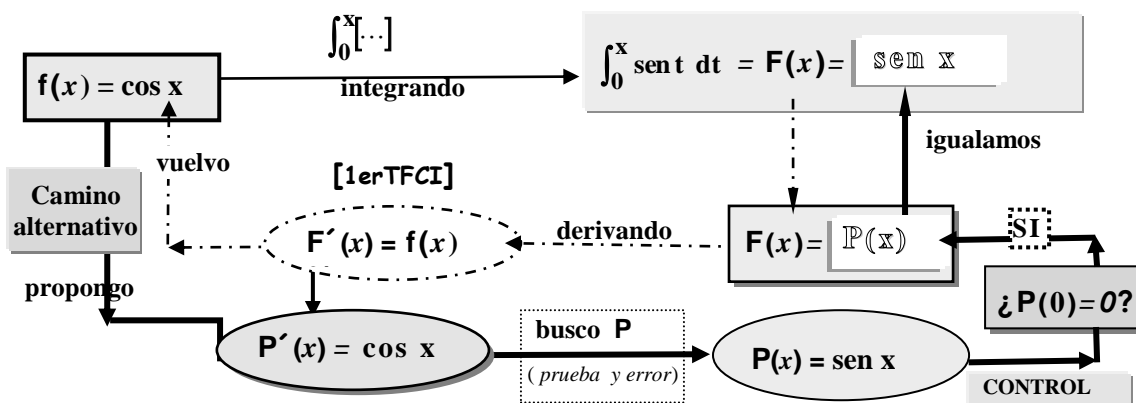 ∫₀ˣ[…]
f(x) = cos x
integrando
∫₀ˣ sen t dt = F(x) = sen x
vuelvo
igualamos
Camino
alternativo
[1erTFCI]
F´(x) = f(x)
derivando
F(x) = ℙ(x)
SI
propongo
¿P(0)=0?
P´(x) = cos x
busco P
(prueba y error)
P(x) = sen x
CONTROL